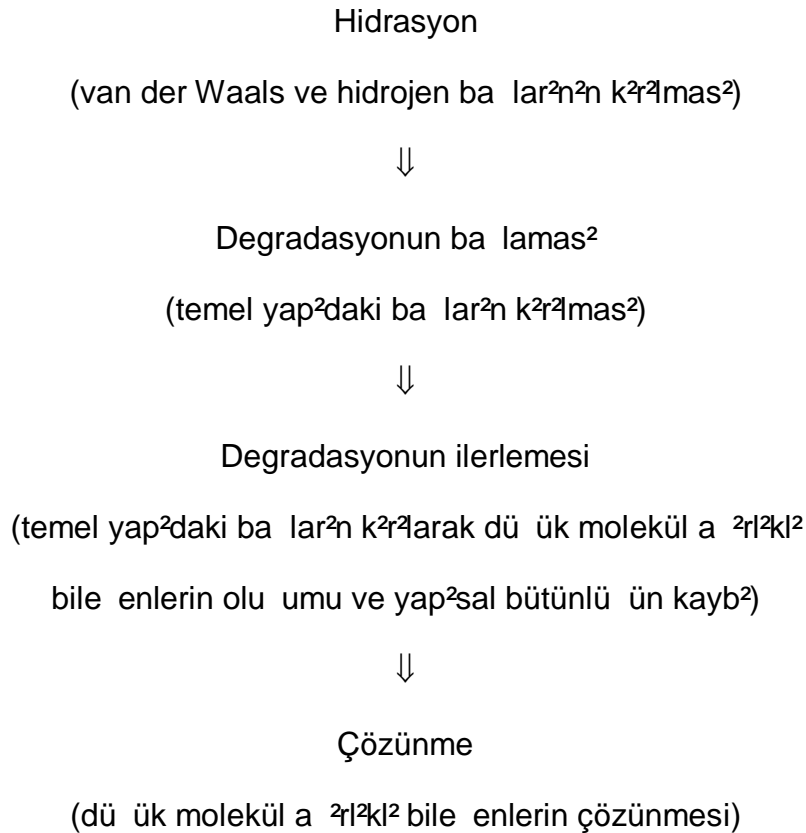 Hidrasyon
(van der Waals ve hidrojen ba lar²n²n k²r²lmas²)
⇓
Degradasyonun ba lamas²
(temel yap²daki ba lar²n k²r²lmas²)
⇓
Degradasyonun ilerlemesi
(temel yap²daki ba lar²n k²r²larak dü ük molekül a ²rl²kl²
bile enlerin olu umu ve yap²sal bütünlü ün kayb²)
⇓
Çözünme
(dü ük molekül a ²rl²kl² bile enlerin çözünmesi)